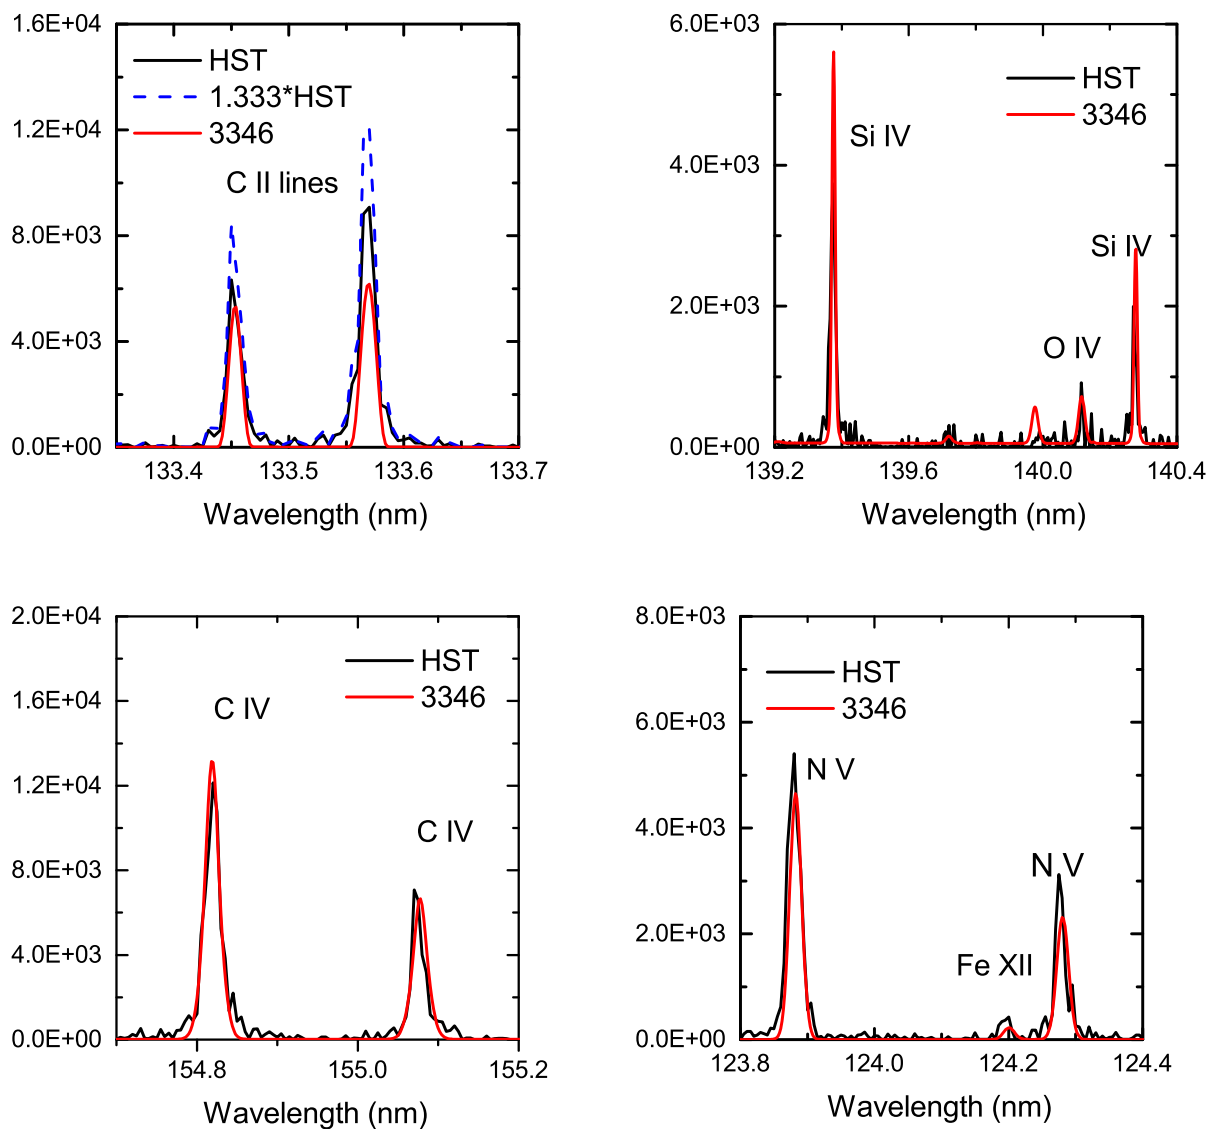 1.6E+04
1.2E+04
8.0E+03
4.0E+03
0.0E+00
HST
1.333*HST
3346
C II lines
133.4 133.5 133.6 133.7
Wavelength (nm)
6.0E+03
4.0E+03
2.0E+03
0.0E+00
HST
3346
Si IV
Si IV
O IV
139.2 139.6 140.0 140.4
Wavelength (nm)
2.0E+04
1.6E+04
1.2E+04
8.0E+03
4.0E+03
0.0E+00
HST
3346
C IV
C IV
154.8 155.0 155.2
Wavelength (nm)
8.0E+03
6.0E+03
4.0E+03
2.0E+03
0.0E+00
HST
3346
N V
N V
Fe XII
123.8 124.0 124.2 124.4
Wavelength (nm)